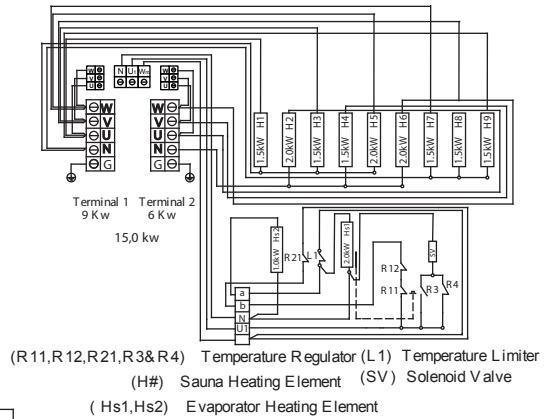 N U1 Wm
W W
V V
U U
W W
V V
U U
N N
G G
Terminal 1 Terminal 2
9 Kw 6 Kw
15,0 kw
1.5kW H1
2.0kW H2
1.5kW H3
1.5kW H4
2.0kW H5
2.0kW H6
1.5kW H7
1.5kW H8
1.5kW H9
1.0kW Hs2
R21
L1
2.0kW Hs1
SV
R12
R11
R3
R4
a
b
N
U1
(R11,R12,R21,R3& R4) Temperature Regulator (L1) Temperature Limiter
(H#) Sauna Heating Element (SV) Solenoid Valve
( Hs1,Hs2) Evaporator Heating Element